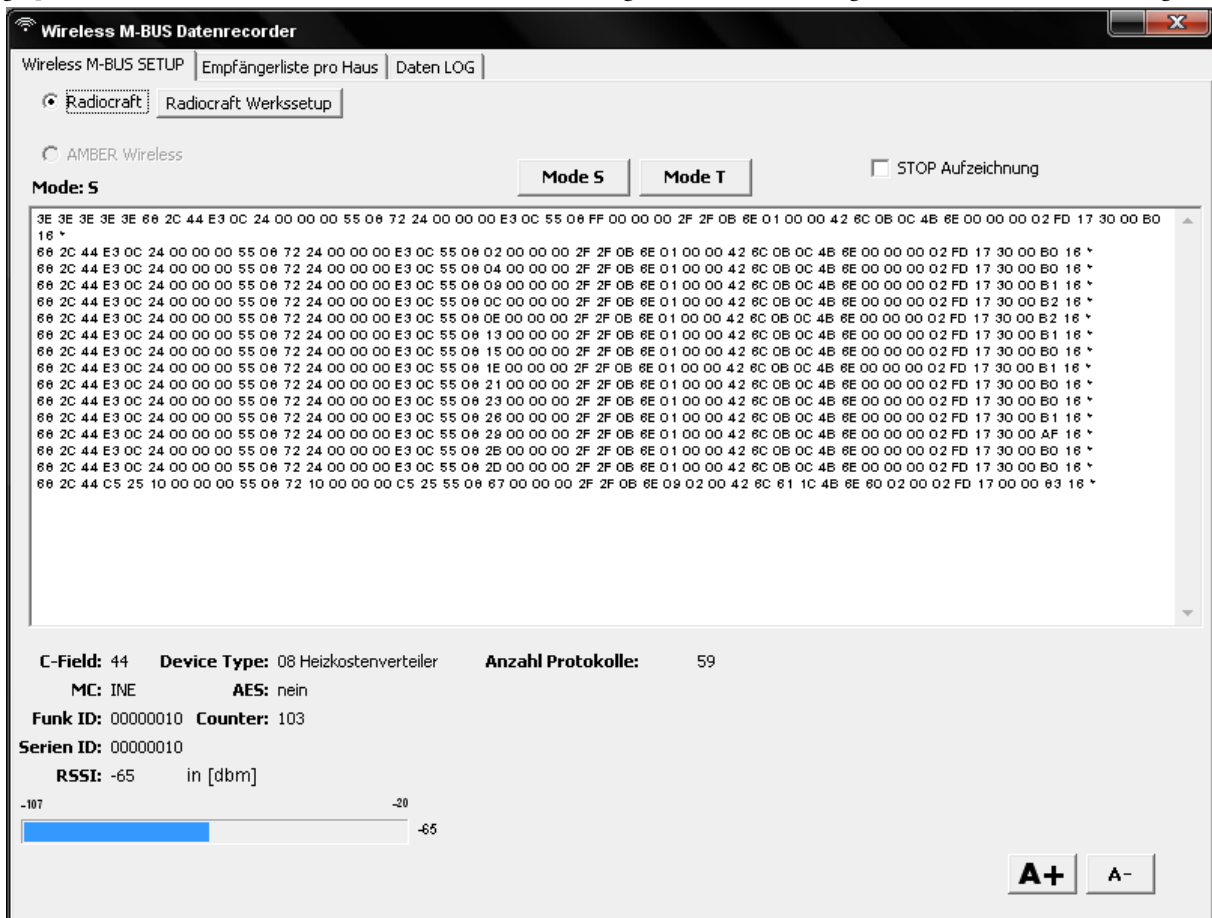 Wireless M-BUS Datenrecorder
Wireless M-BUS SETUP Empfängerliste pro Haus Daten LOG
Radiocraft Radiocraft Werkssetup
AMBER Wireless
Mode S Mode T STOP Aufzeichnung
Mode: S
3E 3E 3E 3E 3E 68 2C 44 E3 0C 24 00 00 00 55 08 72 24 00 00 00 E3 0C 55 08 FF 00 00 00 2F 2F 0B 6E 01 00 00 42 6C 0B 0C 4B 6E 00 00 00 02 FD 17 30 00 B0
16 *
68 2C 44 E3 0C 24 00 00 00 55 08 72 24 00 00 00 E3 0C 55 08 02 00 00 00 2F 2F 0B 6E 01 00 00 42 6C 0B 0C 4B 6E 00 00 00 02 FD 17 30 00 B0 16 *
68 2C 44 E3 0C 24 00 00 00 55 08 72 24 00 00 00 E3 0C 55 08 04 00 00 00 2F 2F 0B 6E 01 00 00 42 6C 0B 0C 4B 6E 00 00 00 02 FD 17 30 00 B0 16 *
68 2C 44 E3 0C 24 00 00 00 55 08 72 24 00 00 00 E3 0C 55 08 09 00 00 00 2F 2F 0B 6E 01 00 00 42 6C 0B 0C 4B 6E 00 00 00 02 FD 17 30 00 B1 16 *
68 2C 44 E3 0C 24 00 00 00 55 08 72 24 00 00 00 E3 0C 55 08 0C 00 00 00 2F 2F 0B 6E 01 00 00 42 6C 0B 0C 4B 6E 00 00 00 02 FD 17 30 00 B2 16 *
68 2C 44 E3 0C 24 00 00 00 55 08 72 24 00 00 00 E3 0C 55 08 0E 00 00 00 2F 2F 0B 6E 01 00 00 42 6C 0B 0C 4B 6E 00 00 00 02 FD 17 30 00 B2 16 *
68 2C 44 E3 0C 24 00 00 00 55 08 72 24 00 00 00 E3 0C 55 08 13 00 00 00 2F 2F 0B 6E 01 00 00 42 6C 0B 0C 4B 6E 00 00 00 02 FD 17 30 00 B1 16 *
68 2C 44 E3 0C 24 00 00 00 55 08 72 24 00 00 00 E3 0C 55 08 15 00 00 00 2F 2F 0B 6E 01 00 00 42 6C 0B 0C 4B 6E 00 00 00 02 FD 17 30 00 B0 16 *
68 2C 44 E3 0C 24 00 00 00 55 08 72 24 00 00 00 E3 0C 55 08 1E 00 00 00 2F 2F 0B 6E 01 00 00 42 6C 0B 0C 4B 6E 00 00 00 02 FD 17 30 00 B1 16 *
68 2C 44 E3 0C 24 00 00 00 55 08 72 24 00 00 00 E3 0C 55 08 21 00 00 00 2F 2F 0B 6E 01 00 00 42 6C 0B 0C 4B 6E 00 00 00 02 FD 17 30 00 B0 16 *
68 2C 44 E3 0C 24 00 00 00 55 08 72 24 00 00 00 E3 0C 55 08 23 00 00 00 2F 2F 0B 6E 01 00 00 42 6C 0B 0C 4B 6E 00 00 00 02 FD 17 30 00 B0 16 *
68 2C 44 E3 0C 24 00 00 00 55 08 72 24 00 00 00 E3 0C 55 08 26 00 00 00 2F 2F 0B 6E 01 00 00 42 6C 0B 0C 4B 6E 00 00 00 02 FD 17 30 00 B1 16 *
68 2C 44 E3 0C 24 00 00 00 55 08 72 24 00 00 00 E3 0C 55 08 29 00 00 00 2F 2F 0B 6E 01 00 00 42 6C 0B 0C 4B 6E 00 00 00 02 FD 17 30 00 AF 16 *
68 2C 44 E3 0C 24 00 00 00 55 08 72 24 00 00 00 E3 0C 55 08 2B 00 00 00 2F 2F 0B 6E 01 00 00 42 6C 0B 0C 4B 6E 00 00 00 02 FD 17 30 00 B0 16 *
68 2C 44 E3 0C 24 00 00 00 55 08 72 24 00 00 00 E3 0C 55 08 2D 00 00 00 2F 2F 0B 6E 01 00 00 42 6C 0B 0C 4B 6E 00 00 00 02 FD 17 30 00 B0 16 *
68 2C 44 C5 25 10 00 00 00 55 08 72 10 00 00 00 C5 25 55 08 67 00 00 00 2F 2F 0B 6E 09 02 00 42 6C 61 1C 4B 6E 60 02 00 02 FD 17 00 00 83 16 *
C-Field: 44 Device Type: 08 Heizkostenverteiler Anzahl Protokolle: 59
MC: INE AES: nein
Funk ID: 00000010 Counter: 103
Serien ID: 00000010
RSSI: -65 in [dbm]
-107 -20
-65
A+ A-